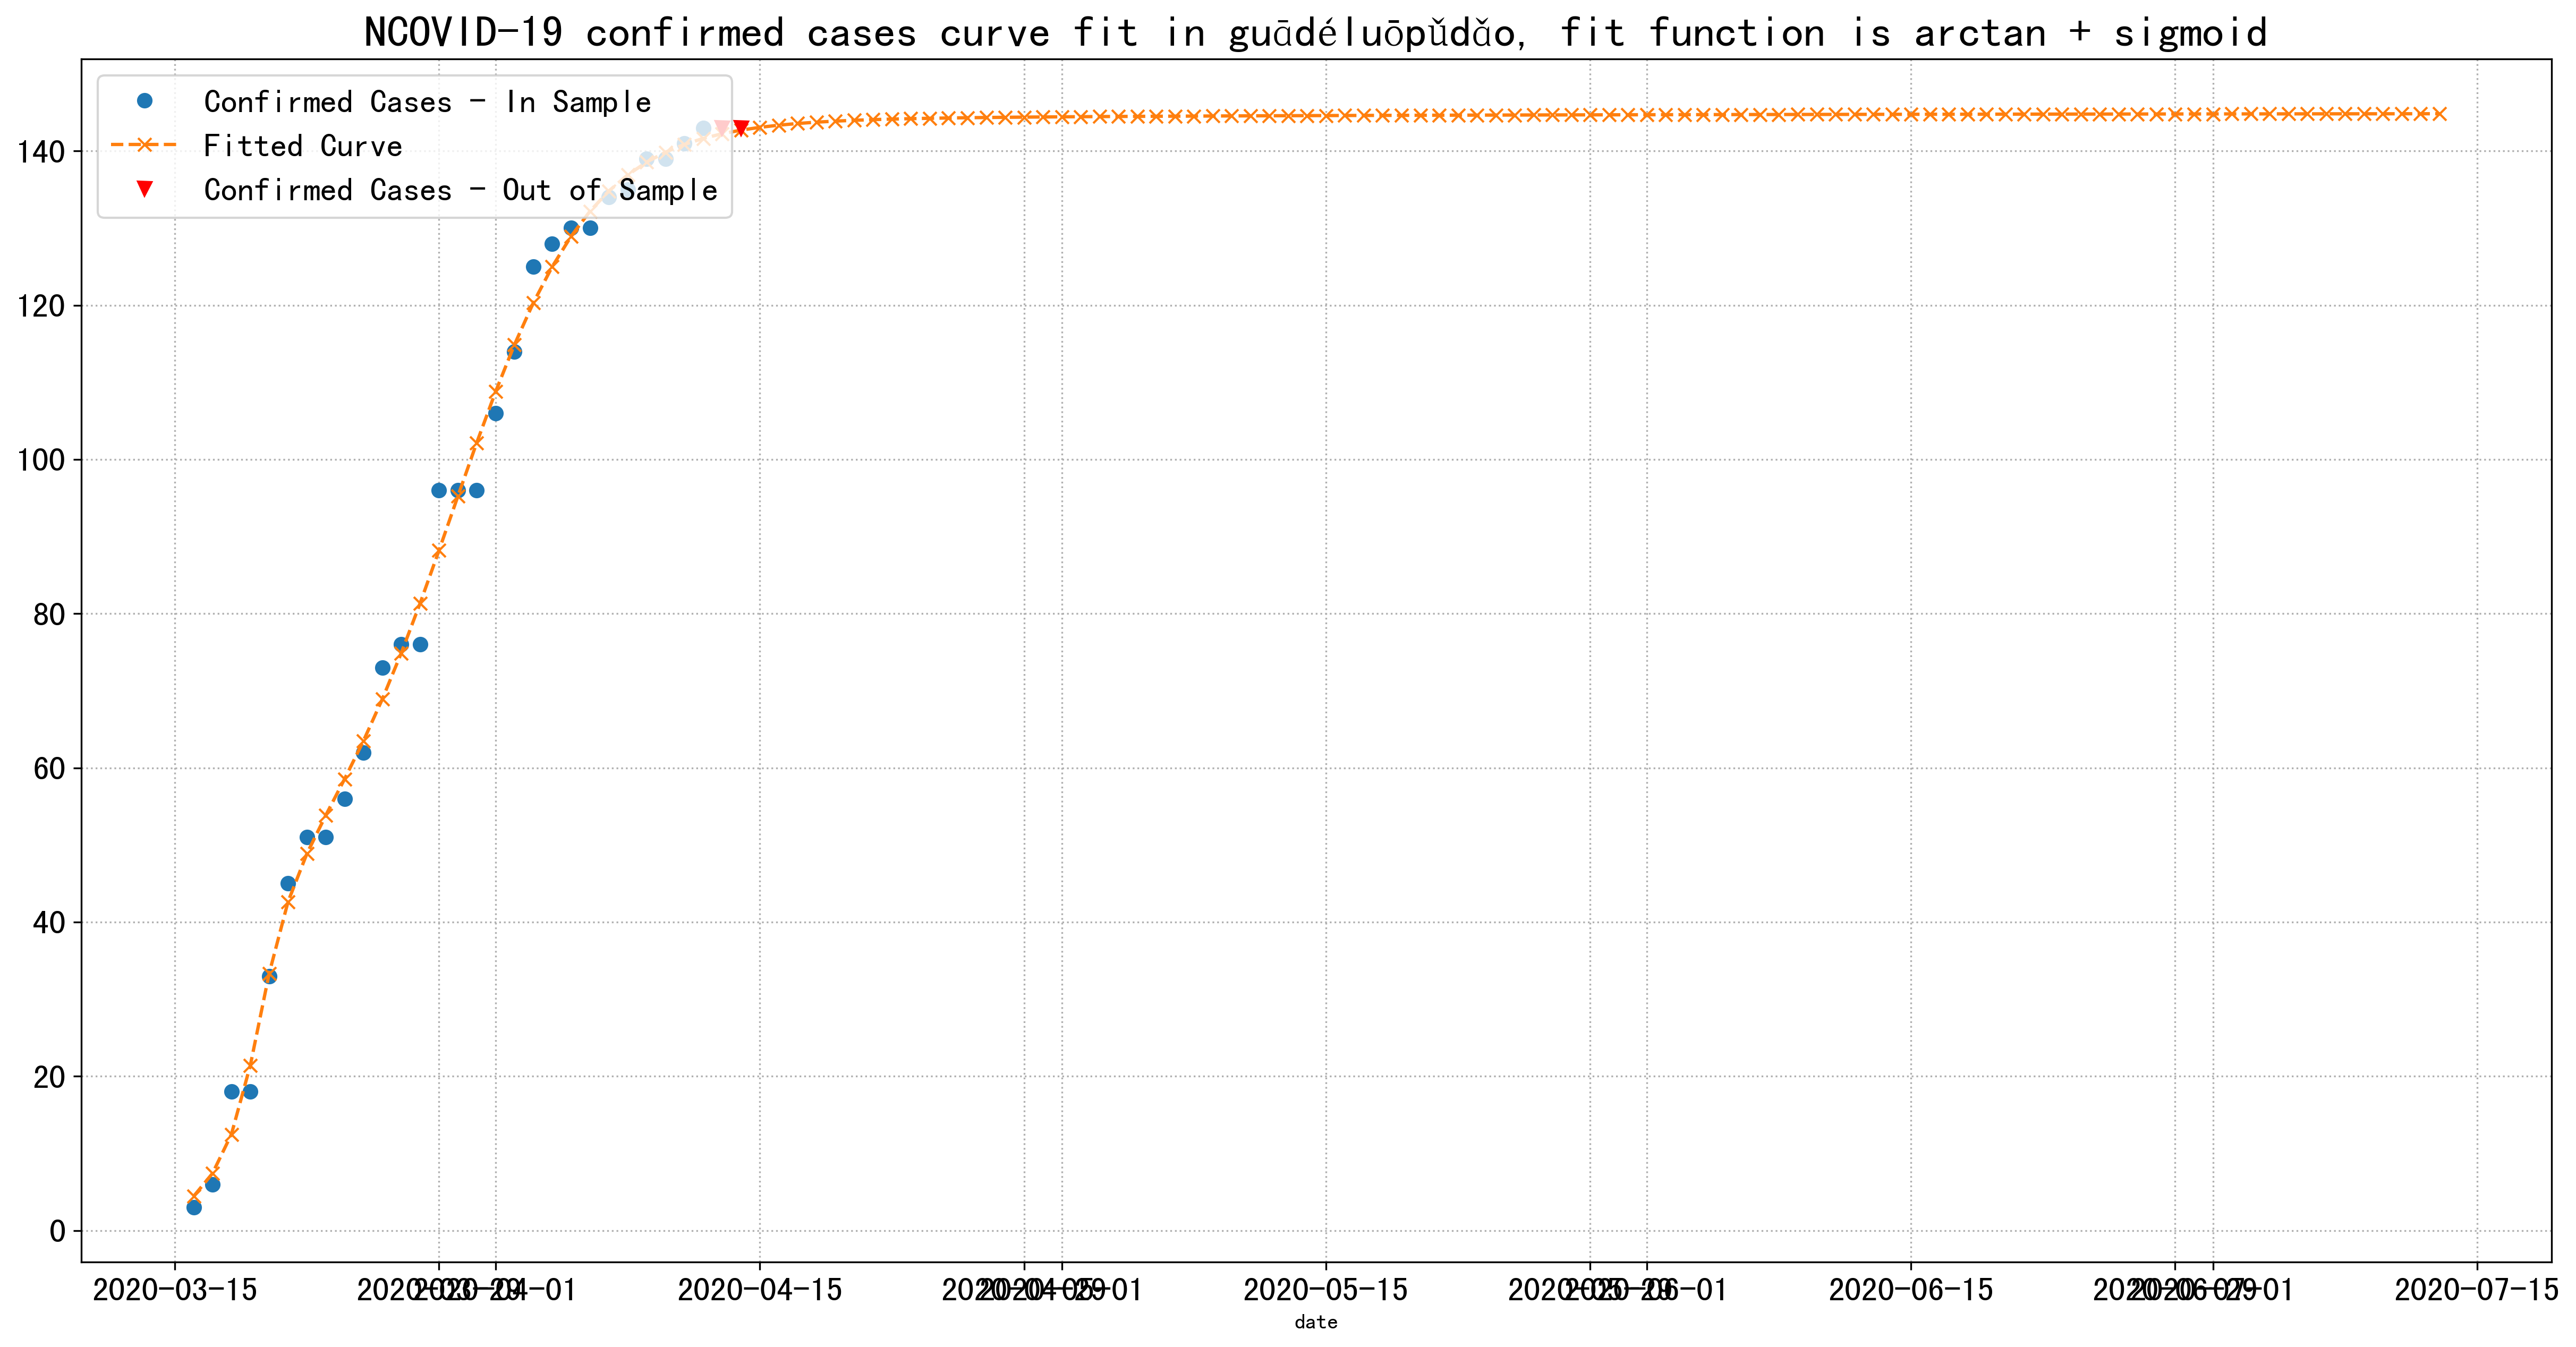 NCOVID-19 confirmed cases curve fit in guādéluōpǔdǎo, fit function is arctan + sigmoid
Confirmed Cases - In Sample
Fitted Curve
Confirmed Cases - Out of Sample
140
120
100
80
60
40
20
0
2020-03-15 2020-03-29 2020-04-01 2020-04-15 2020-04-29 2020-05-01 2020-05-15 2020-05-29 2020-06-01 2020-06-15 2020-06-29 2020-07-01 2020-07-15
date